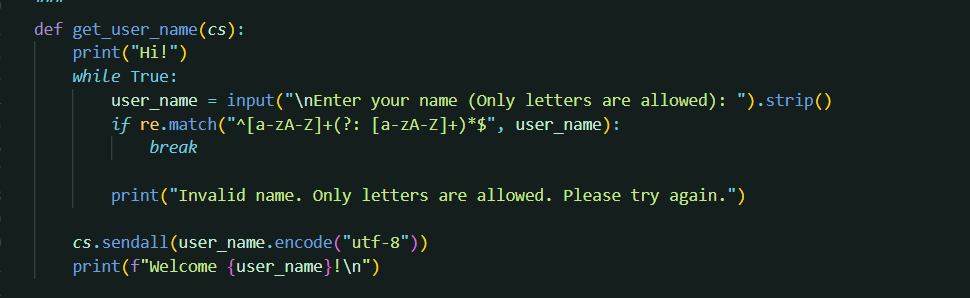 def get_user_name(cs):
    print("Hi!")
    while True:
        user_name = input("\nEnter your name (Only letters are allowed): ").strip()
        if re.match("^[a-zA-Z]+(?: [a-zA-Z]+)*$", user_name):
            break
        print("Invalid name. Only letters are allowed. Please try again.")
    cs.sendall(user_name.encode("utf-8"))
    print(f"Welcome {user_name}!\n")